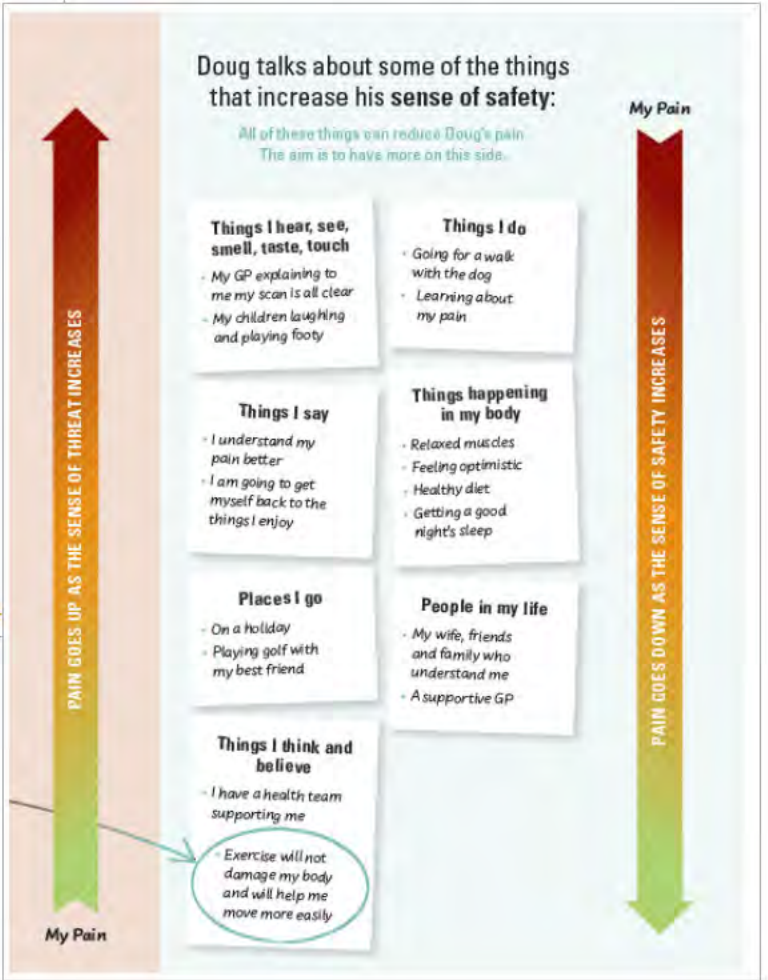 Doug talks about some of the things
that increase his sense of safety:
All of these things can reduce Doug's pain
The aim is to have more on this side.
My Pain
PAIN GOES UP AS THE SENSE OF THREAT INCREASES
My Pain
Things I hear, see,
smell, taste, touch
- My GP explaining to
me my scan is all clear
- My children laughing
and playing footy
Things I do
- Going for a walk
with the dog
- Learning about
my pain
Things I say
- I understand my
pain better
- I am going to get
myself back to the
things I enjoy
Things happening
in my body
- Relaxed muscles
- Feeling optimistic
- Healthy diet
- Getting a good
night's sleep
Places I go
- On a holiday
- Playing golf with
my best friend
People in my life
- My wife, friends
and family who
understand me
- A supportive GP
Things I think and
believe
- I have a health team
supporting me
- Exercise will not
damage my body
and will help me
move more easily
PAIN GOES DOWN AS THE SENSE OF SAFETY INCREASES